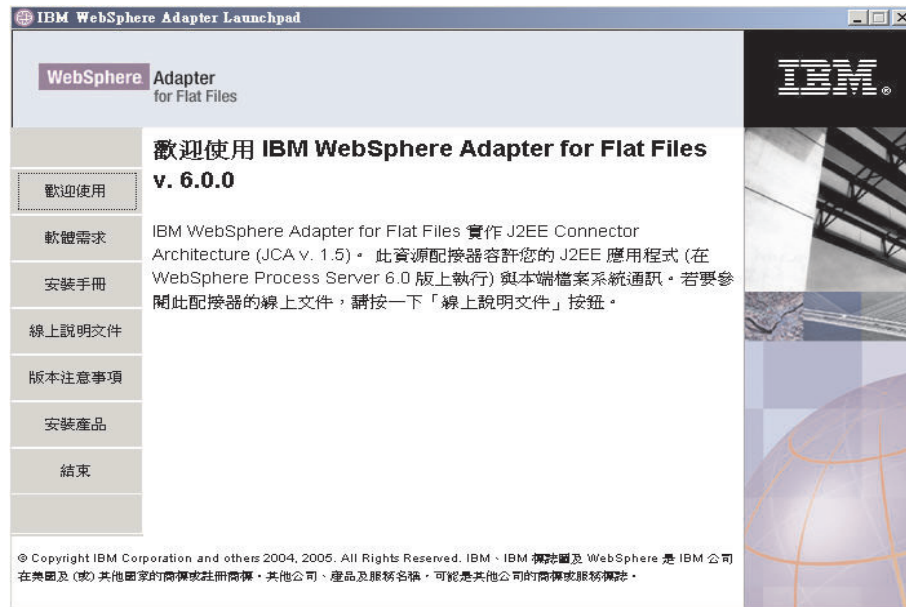 IBM WebSphere Adapter Launchpad
WebSphere. Adapter
for Flat Files
IBM®
歡迎使用 IBM WebSphere Adapter for Flat Files
v. 6.0.0
歡迎使用
軟體需求
安裝手冊
線上說明文件
版本注意事項
安裝產品
結束
IBM WebSphere Adapter for Flat Files 實作 J2EE Connector
Architecture (JCA v. 1.5)。 此資源配接器容許您的 J2EE 應用程式 (在
WebSphere Process Server 6.0 版上執行) 與本端檔案系統通訊。若要參
閱此配接器的線上文件，請按一下「線上說明文件」按鈕。
© Copyright IBM Corporation and others 2004, 2005. All Rights Reserved. IBM、IBM 標誌圖及 WebSphere 是 IBM 公司
在美國及 (或) 其他國家的商標或註冊商標。其他公司、產品及服務名稱，可能是其他公司的商標或服務標誌。